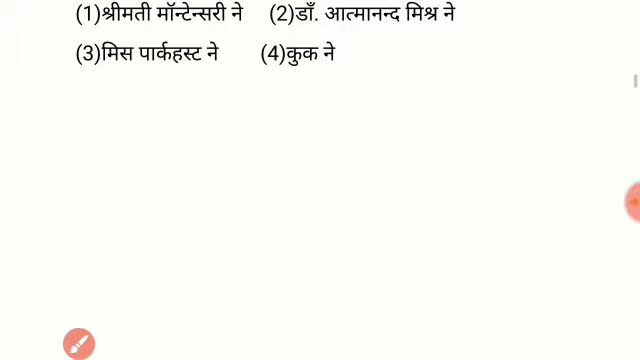 (1)श्रीमती मॉन्टेन्सरी ने (2)डाँ. आत्मानन्द मिश्र ने
(3)मिस पार्कहस्ट ने (4)कुक ने